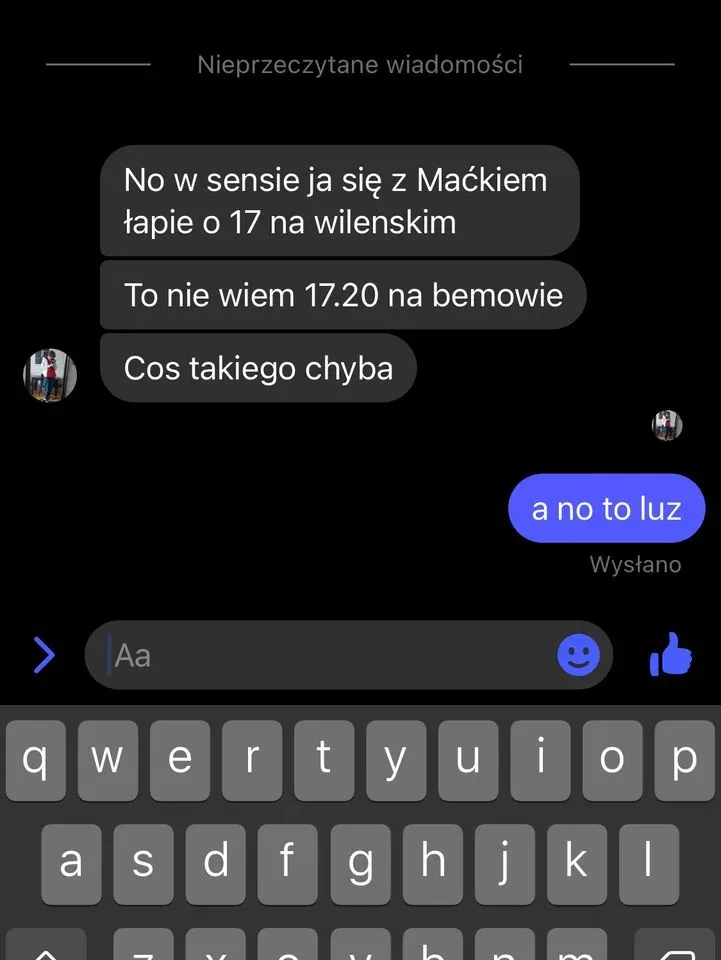 Nieprzeczytane wiadomości
No w sensie ja się z Maćkiem
łapie o 17 na wilenskim
To nie wiem 17.20 na bemowie
Cos takiego chyba
a no to luz
Wysłano
Aa
q w e r t y u i o p
a s d f g h j k l
z x c v b n m